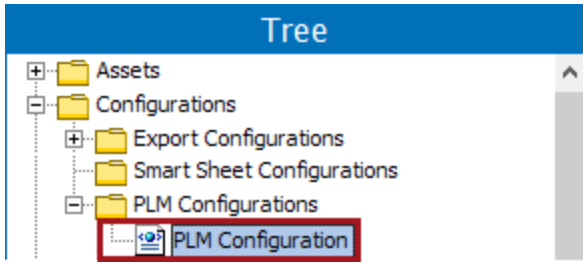 Tree
Assets
Configurations
Export Configurations
Smart Sheet Configurations
PLM Configurations
PLM Configuration